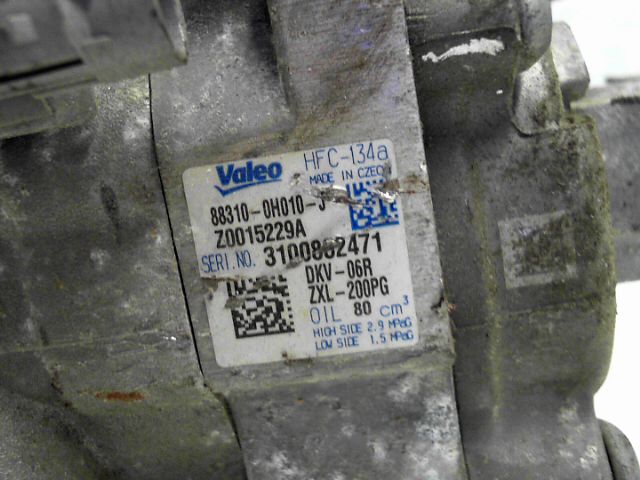 Valeo HFC-134a
MADE IN CZECH
88310-0H010-J
Z0015229A
SERI.NO. 3100882471
DKV-06R
ZXL-200PG
OIL 80 cm³
HIGH SIDE 2.9 MPaG
LOW SIDE 1.5 MPaG